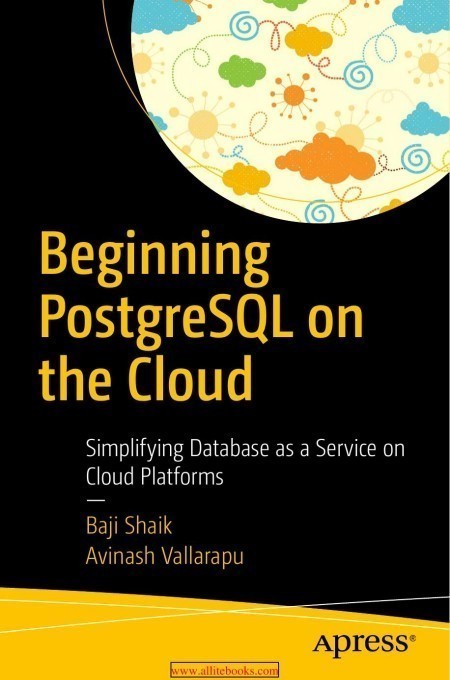 Beginning
PostgreSQL on
the Cloud
Simplifying Database as a Service on
Cloud Platforms
—
Baji Shaik
Avinash Vallarapu
Apress®
www.allitebooks.com